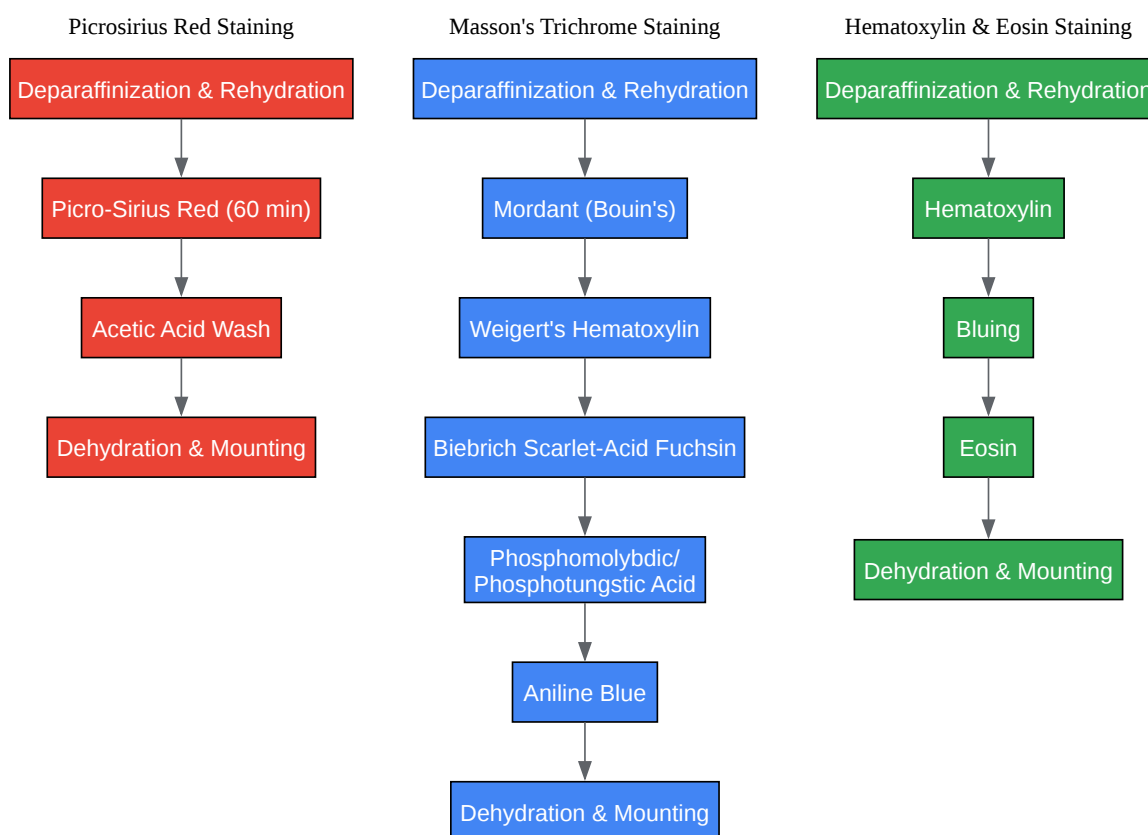 Picrosirius Red Staining
Deparaffinization & Rehydration
Picro-Sirius Red (60 min)
Acetic Acid Wash
Dehydration & Mounting
Masson's Trichrome Staining
Deparaffinization & Rehydration
Mordant (Bouin's)
Weigert's Hematoxylin
Biebrich Scarlet-Acid Fuchsin
Phosphomolybdic/
Phosphotungstic Acid
Aniline Blue
Dehydration & Mounting
Hematoxylin & Eosin Staining
Deparaffinization & Rehydration
Hematoxylin
Bluing
Eosin
Dehydration & Mounting